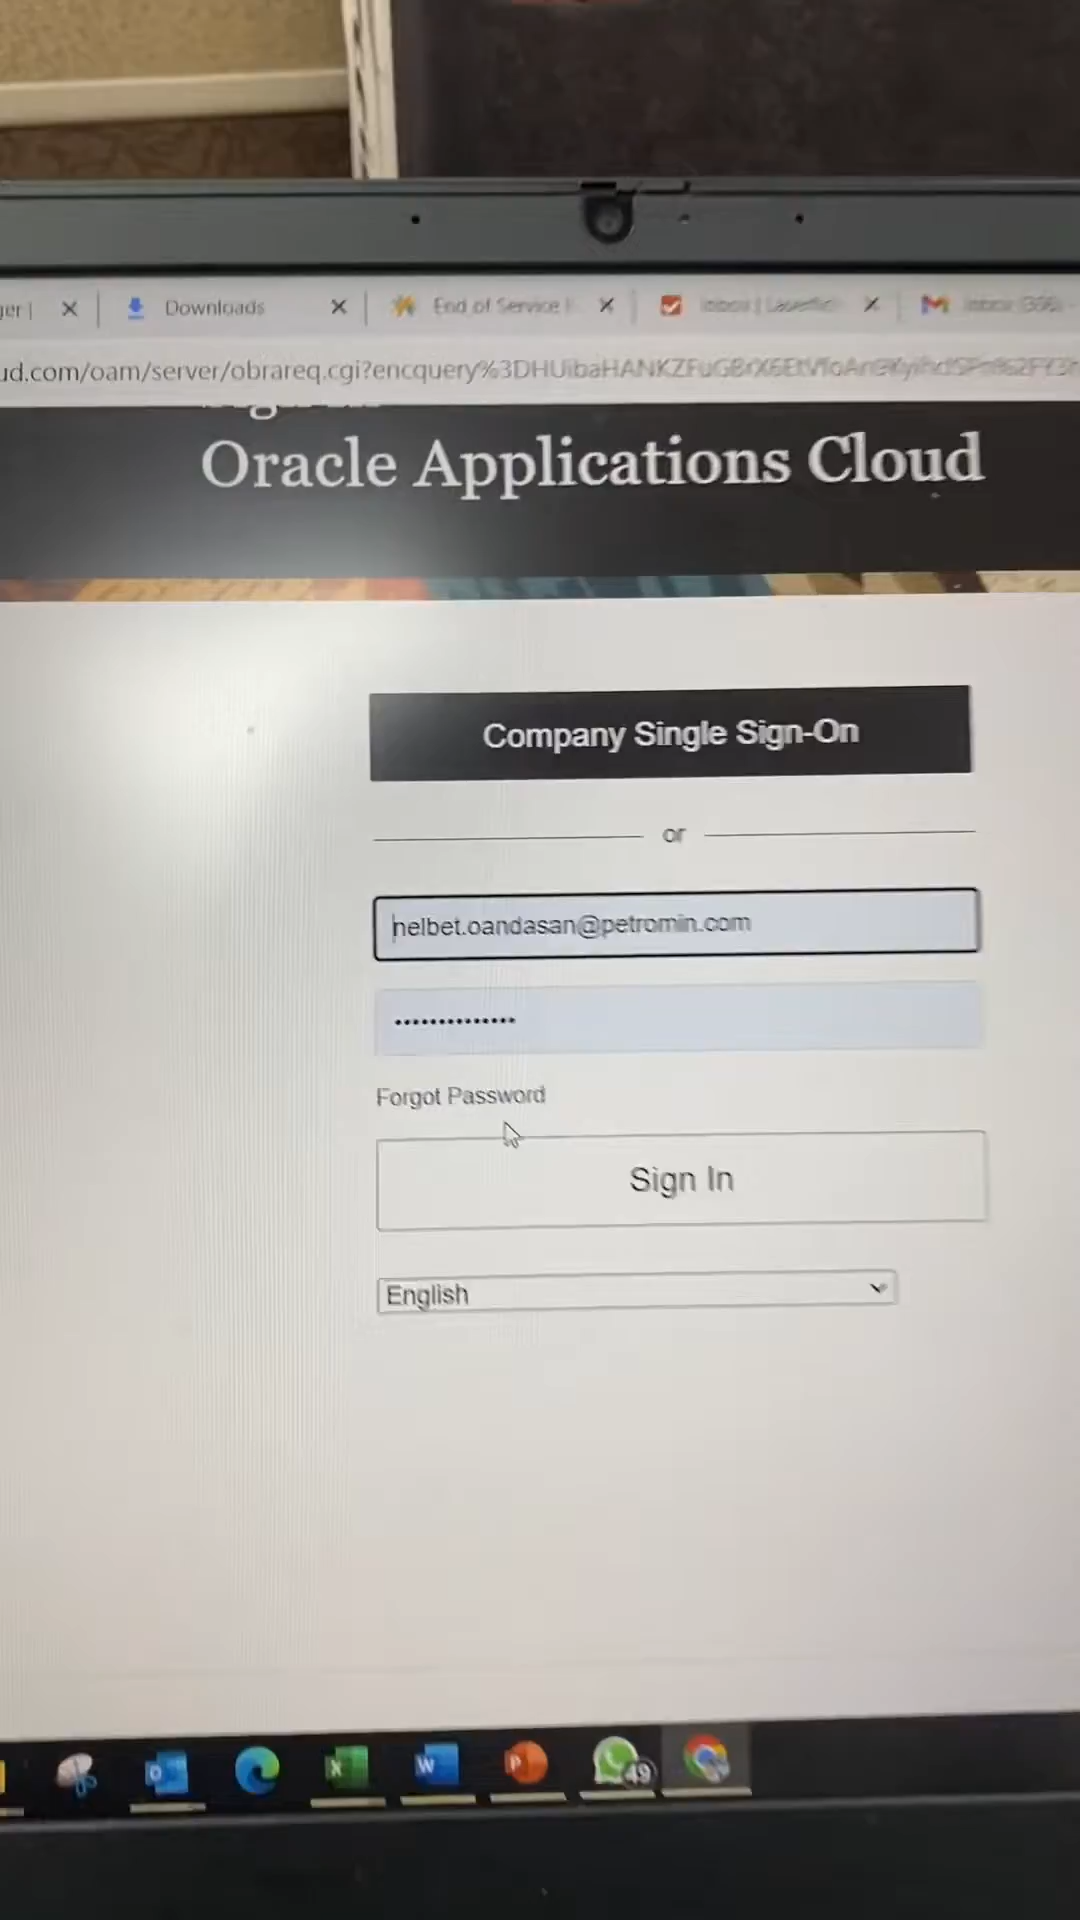 Downloads
End of Service
ud.com/oam/server/obrareq.cgi?encquery%3DHUibaHANKZFuGBrX6EtVfoAn
Oracle Applications Cloud
Company Single Sign-On
or
helbet.oandasan@petromin.com
••••••••••••••
Forgot Password
Sign In
English
49